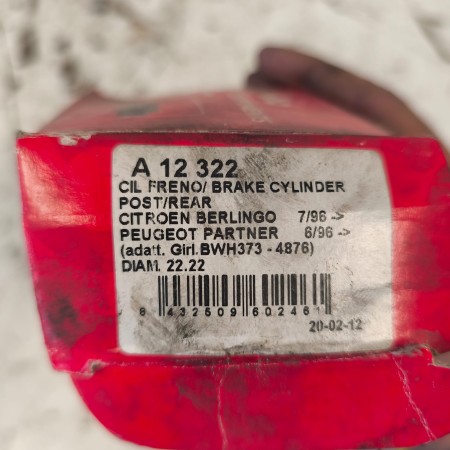 A 12 322
CIL FRENO/ BRAKE CYLINDER
POST/REAR
CITROEN BERLINGO 7/96 ->
PEUGEOT PARTNER 6/96 ->
(adatt. Girl.BWH373 - 4876)
DIAM. 22.22
8 432509 602461
20-02-12